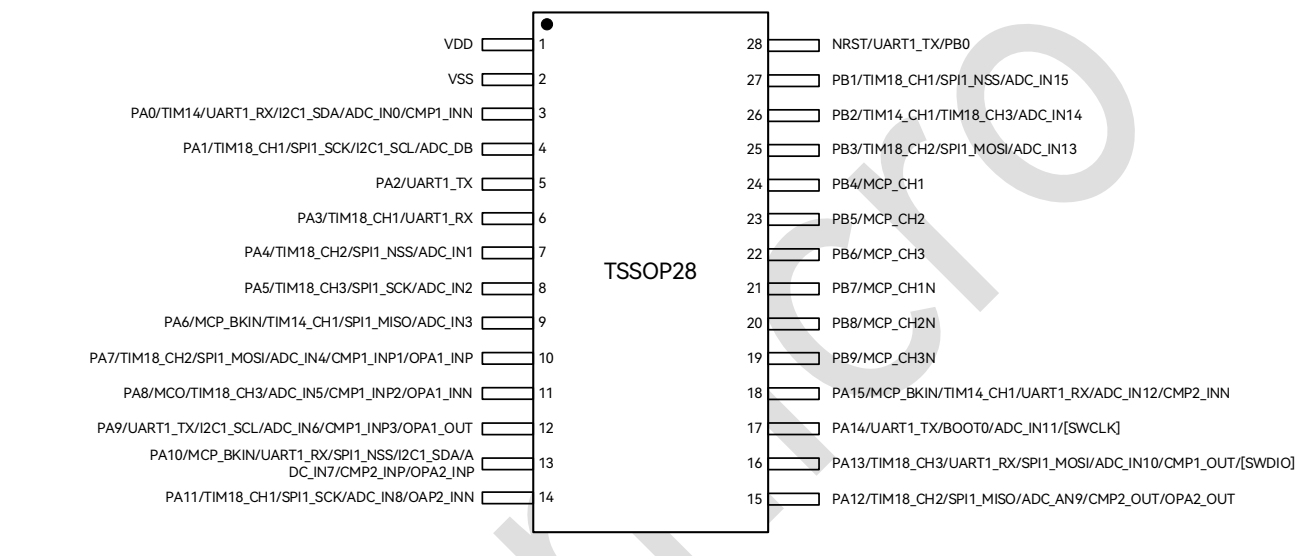 VDD 1
VSS 2
PA0/TIM14/UART1_RX/I2C1_SDA/ADC_IN0/CMP1_INN 3
PA1/TIM18_CH1/SPI1_SCK/I2C1_SCL/ADC_DB 4
PA2/UART1_TX 5
PA3/TIM18_CH1/UART1_RX 6
PA4/TIM18_CH2/SPI1_NSS/ADC_IN1 7
PA5/TIM18_CH3/SPI1_SCK/ADC_IN2 8
PA6/MCP_BKIN/TIM14_CH1/SPI1_MISO/ADC_IN3 9
PA7/TIM18_CH2/SPI1_MOSI/ADC_IN4/CMP1_INP1/OPA1_INP 10
PA8/MCO/TIM18_CH3/ADC_IN5/CMP1_INP2/OPA1_INN 11
PA9/UART1_TX/I2C1_SCL/ADC_IN6/CMP1_INP3/OPA1_OUT 12
PA10/MCP_BKIN/UART1_RX/SPI1_NSS/I2C1_SDA/A
DC_IN7/CMP2_INP/OPA2_INP 13
PA11/TIM18_CH1/SPI1_SCK/ADC_IN8/OAP2_INN 14
TSSOP28
28 NRST/UART1_TX/PB0
27 PB1/TIM18_CH1/SPI1_NSS/ADC_IN15
26 PB2/TIM14_CH1/TIM18_CH3/ADC_IN14
25 PB3/TIM18_CH2/SPI1_MOSI/ADC_IN13
24 PB4/MCP_CH1
23 PB5/MCP_CH2
22 PB6/MCP_CH3
21 PB7/MCP_CH1N
20 PB8/MCP_CH2N
19 PB9/MCP_CH3N
18 PA15/MCP_BKIN/TIM14_CH1/UART1_RX/ADC_IN12/CMP2_INN
17 PA14/UART1_TX/BOOT0/ADC_IN11/[SWCLK]
16 PA13/TIM18_CH3/UART1_RX/SPI1_MOSI/ADC_IN10/CMP1_OUT/[SWDIO]
15 PA12/TIM18_CH2/SPI1_MISO/ADC_AN9/CMP2_OUT/OPA2_OUT